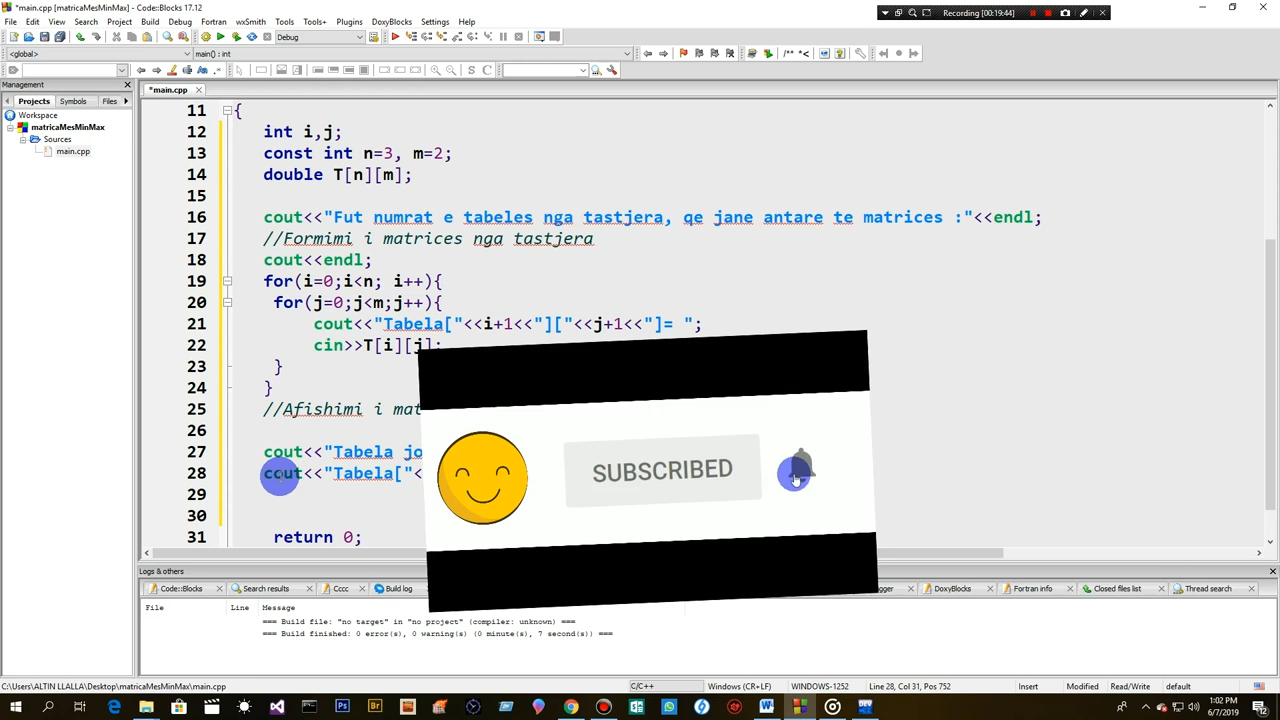 *main.cpp [matricaMesMinMax] - Code::Blocks 17.12
Recording [00:19:44]
File Edit View Search Project Build Debug Fortran wxSmith Tools Tools+ Plugins DoxyBlocks Settings Help
Debug
<global> main() : int
/** *<
S C
Management
*main.cpp
Projects Symbols Files
Workspace
matricaMesMinMax
Sources
main.cpp
11 {
12 int i,j;
13 const int n=3, m=2;
14 double T[n][m];
15
16 cout<<"Fut numrat e tabeles nga tastjera, qe jane antare te matrices :"<<endl;
17 //Formimi i matrices nga tastjera
18 cout<<endl;
19 for(i=0;i<n; i++){
20 for(j=0;j<m;j++){
21 cout<<"Tabela["<<i+1<<"]["<<j+1<<"]= ";
22 cin>>T[i][j];
23 }
24 }
25 //Afishimi i mat
26
27 cout<<"Tabela jo
28 cout<<"Tabela["<
29
30
31 return 0;
SUBSCRIBED
Logs & others
Code::Blocks Search results Cccc Build log DoxyBlocks Fortran info Closed files list Thread search
File Line Message
=== Build file: "no target" in "no project" (compiler: unknown) ===
=== Build finished: 0 error(s), 0 warning(s) (0 minute(s), 7 second(s)) ===
C:\Users\ALTIN LLALLA\Desktop\matricaMesMinMax\main.cpp C/C++ Windows (CR+LF) WINDOWS-1252 Line 28, Col 31, Pos 752 Insert Modified Read/Write default
1:02 PM
6/7/2019